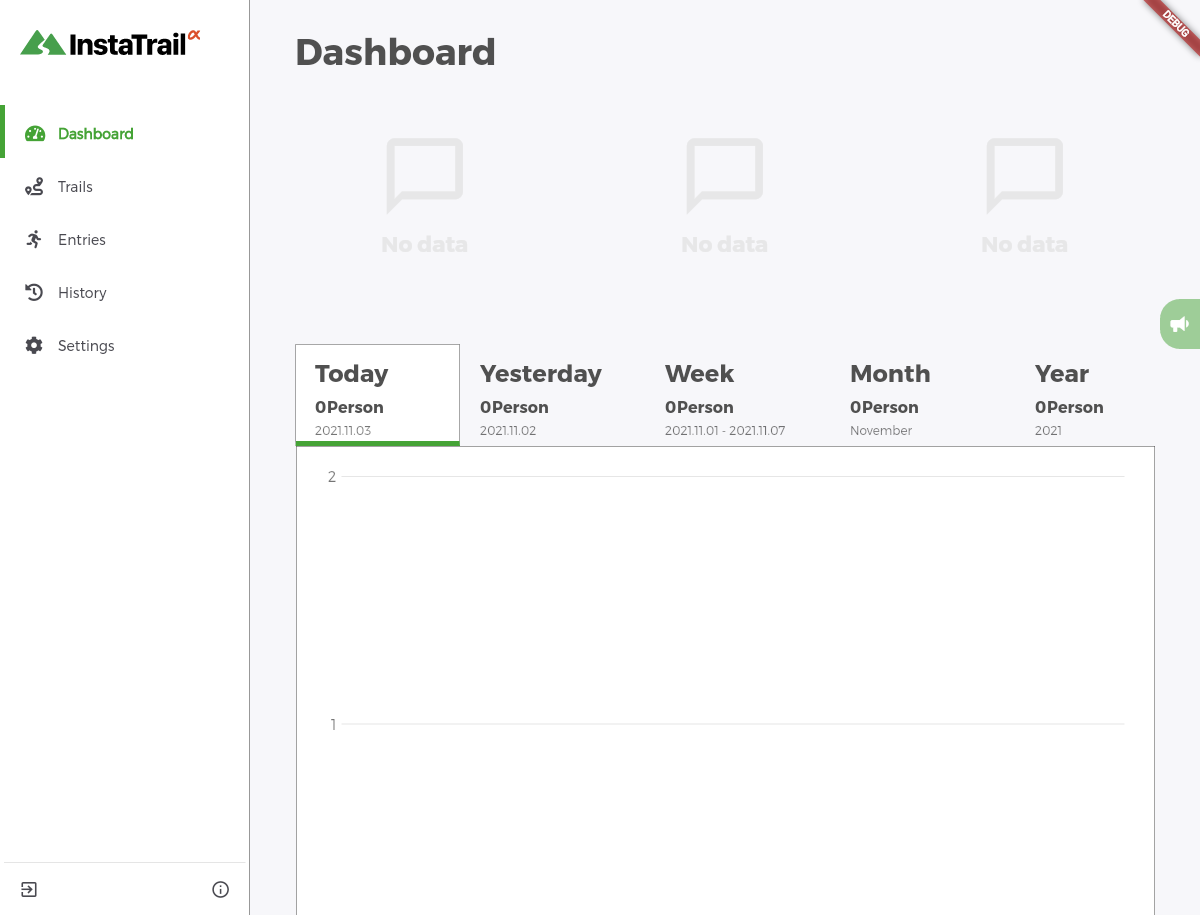 InstaTrail α
DEBUG
Dashboard
Dashboard
Trails
Entries
History
Settings
No data
No data
No data
Today
0Person
2021.11.03
Yesterday
0Person
2021.11.02
Week
0Person
2021.11.01 - 2021.11.07
Month
0Person
November
Year
0Person
2021
2
1